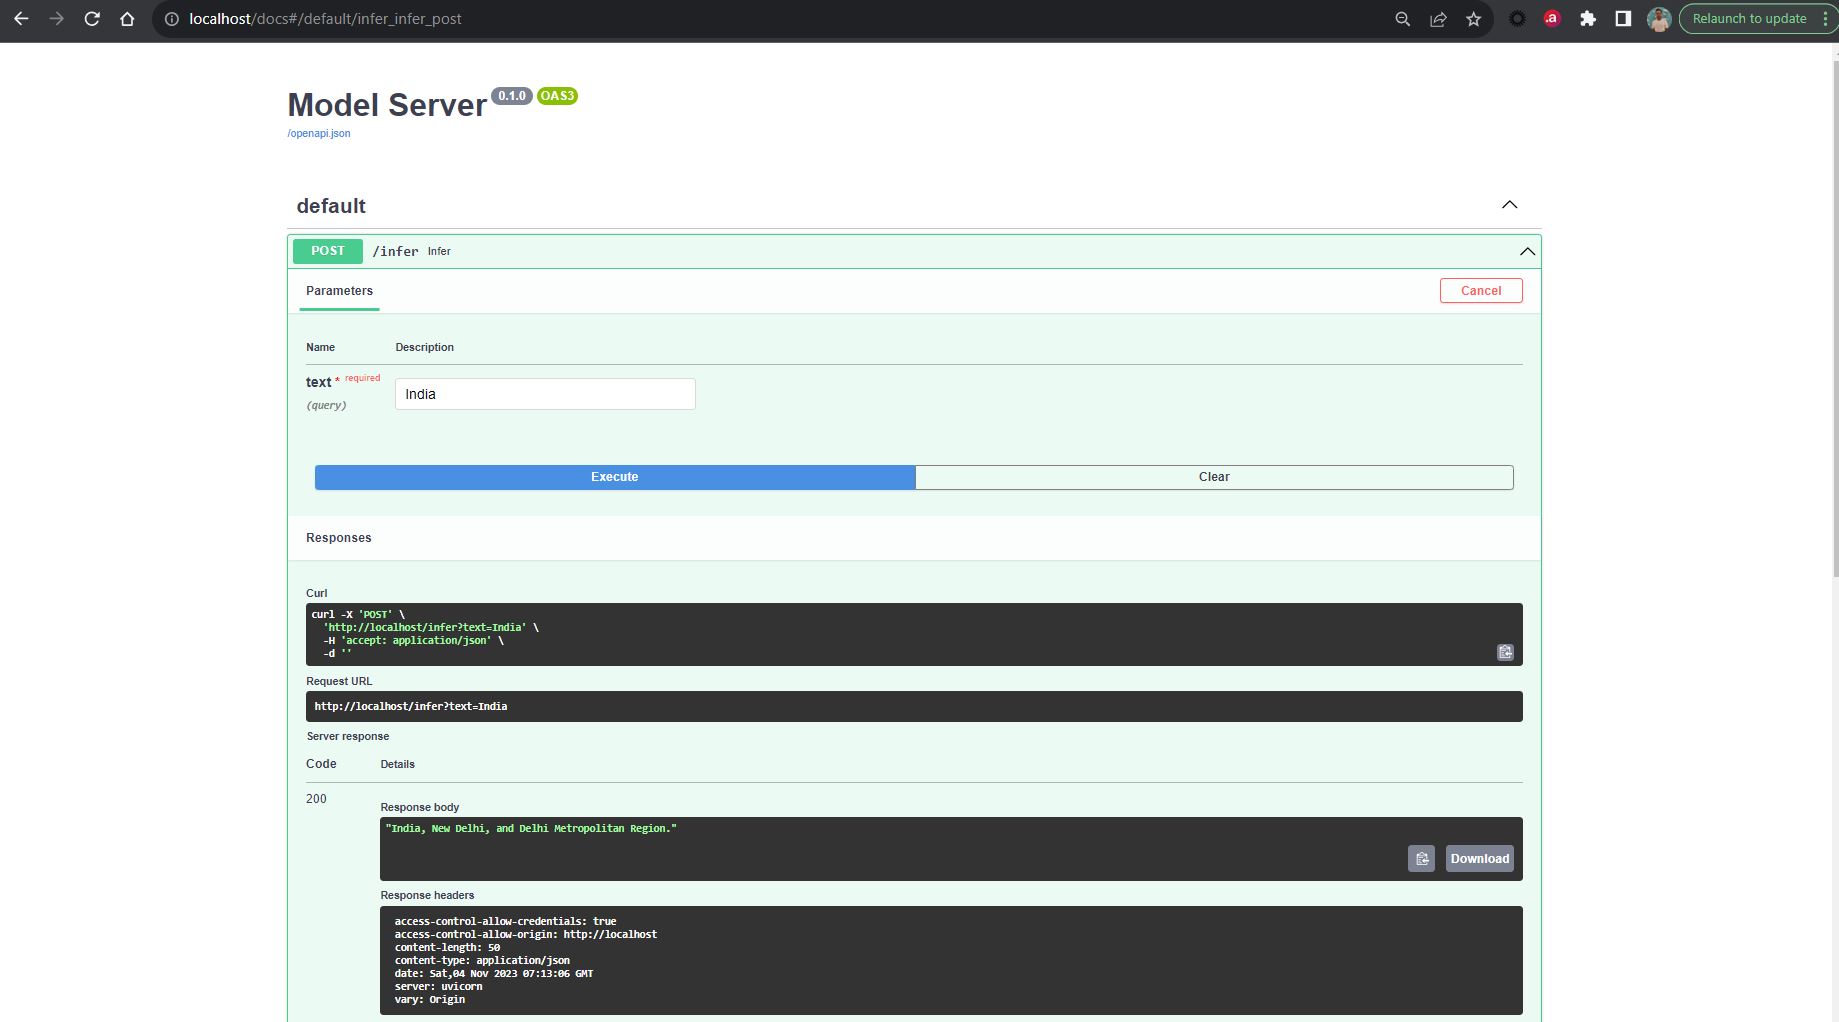 localhost/docs#/default/infer_infer_post
Relaunch to update
Model Server 0.1.0 OAS3
/openapi.json
default
POST /infer Infer
Parameters
Cancel
Name Description
text * required
(query)
India
Execute Clear
Responses
Curl
curl -X 'POST' \
'http://localhost/infer?text=India' \
-H 'accept: application/json' \
-d ''
Request URL
http://localhost/infer?text=India
Server response
Code Details
200
Response body
"India, New Delhi, and Delhi Metropolitan Region."
Download
Response headers
access-control-allow-credentials: true
access-control-allow-origin: http://localhost
content-length: 50
content-type: application/json
date: Sat,04 Nov 2023 07:13:06 GMT
server: uvicorn
vary: Origin